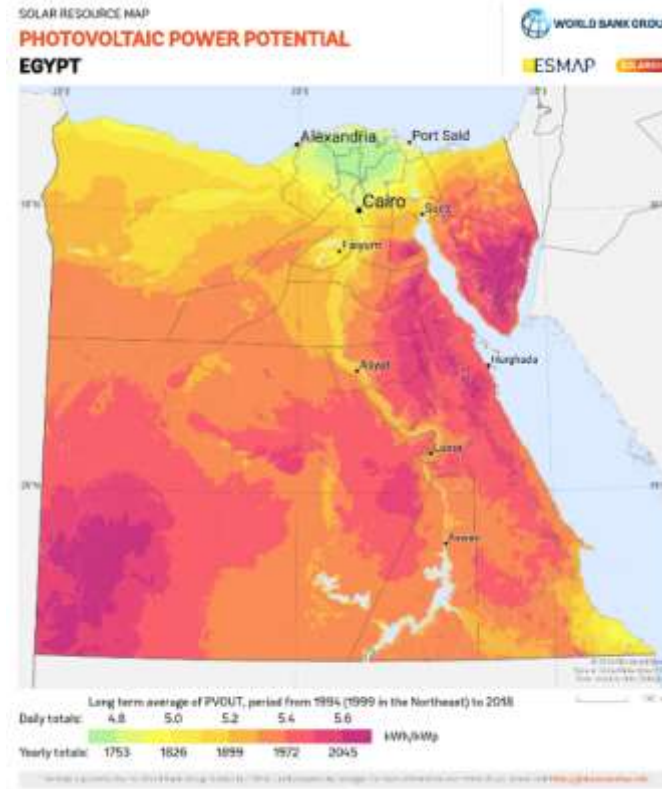 SOLAR RESOURCE MAP
PHOTOVOLTAIC POWER POTENTIAL
EGYPT
WORLD BANK GROUP
ESMAP
Alexandria
Port Said
Cairo
Suez
Faiyum
Asyut
Hurghada
Luxor
Aswan
Long term average of PVOUT, period from 1994 (1999 in the Northeast) to 2018
Daily totals: 4.8 5.0 5.2 5.4 5.6
kWh/kWp
Yearly totals: 1753 1826 1899 1972 2045